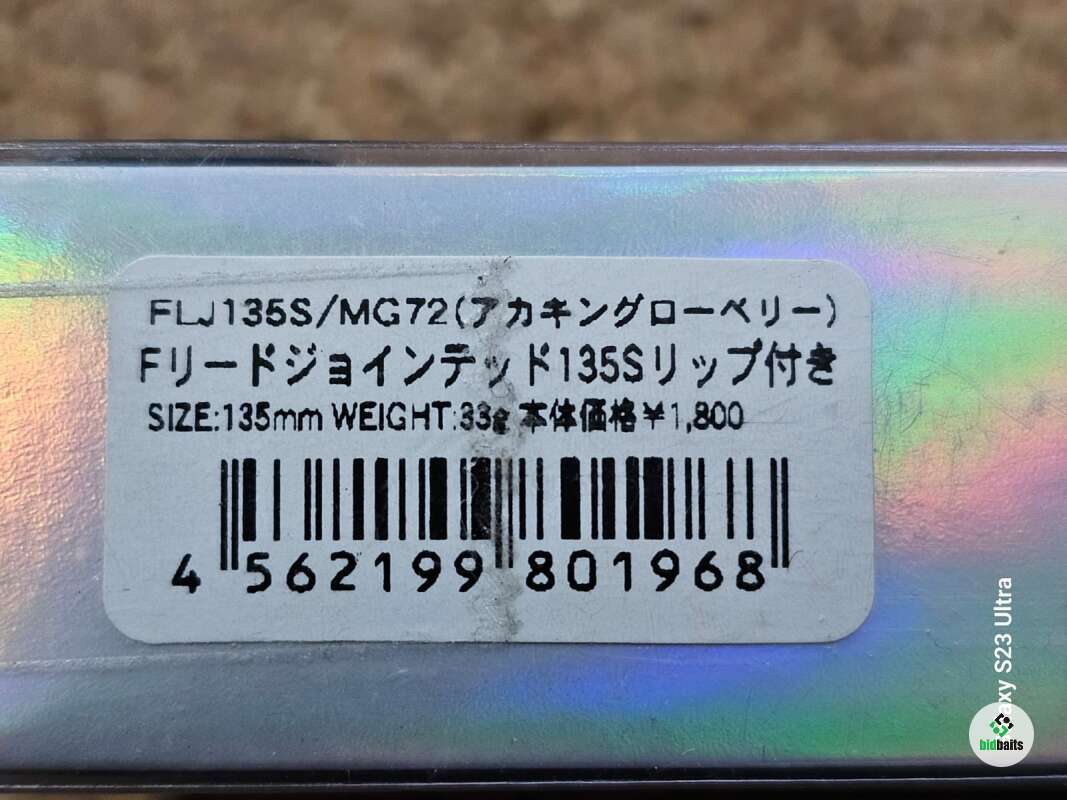 FLJ135S/MG72(アカキングローベリー)
Fリードジョインテッド135Sリップ付き
SIZE:135mm WEIGHT:33g 本体価格￥1,800
4 562199 801968
axy S23 Ultra
bidbaits